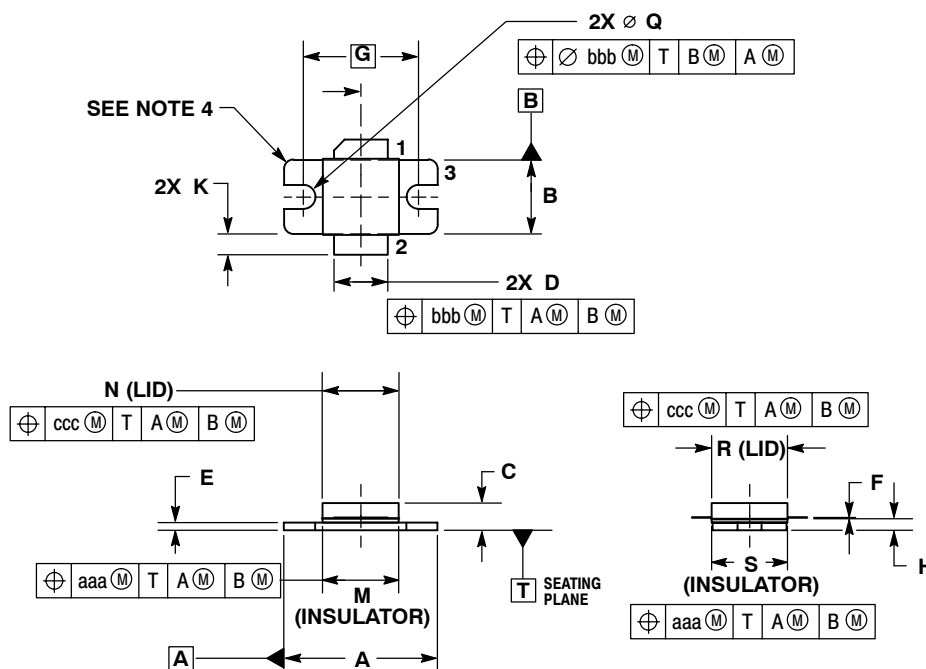 2X ⌀ Q
⌖ ⌀ bbb Ⓜ T B Ⓜ A Ⓜ
G
B
SEE NOTE 4
1
3
2X K
B
2
2X D
⌖ bbb Ⓜ T A Ⓜ B Ⓜ
N (LID)
⌖ ccc Ⓜ T A Ⓜ B Ⓜ
E
C
⌖ aaa Ⓜ T A Ⓜ B Ⓜ
M
(INSULATOR)
T SEATING
PLANE
A
A
⌖ ccc Ⓜ T A Ⓜ B Ⓜ
R (LID)
F
H
S
(INSULATOR)
⌖ aaa Ⓜ T A Ⓜ B Ⓜ